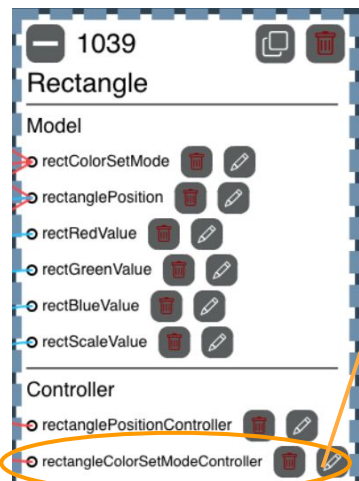 1039
Rectangle
Model
rectColorSetMode
rectanglePosition
rectRedValue
rectGreenValue
rectBlueValue
rectScaleValue
Controller
rectanglePositionController
rectangleColorSetModeController